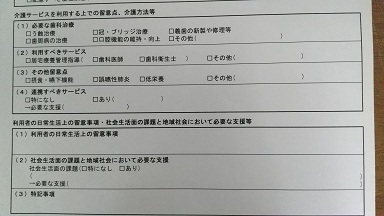 介護サービスを利用する上での留意点、介護方法等
（1）必要な歯科治療
□う蝕治療 □冠・ブリッジ治療 □義歯の新製や修理等
□歯周病の治療 □口腔機能の維持・向上 □その他（ ）
（2）利用すべきサービス
□居宅療養管理指導（ □歯科医師 □歯科衛生士 ） □その他（ ）
（3）その他留意点
□摂食・嚥下機能 □誤嚥性肺炎 □低栄養 □その他（ ）
（4）連携すべきサービス
□特になし □あり（ ）
→必要な支援（ ）
利用者の日常生活上の留意事項・社会生活面の課題と地域社会において必要な支援等
（1）利用者の日常生活上の留意事項
（2）社会生活面の課題と地域社会において必要な支援
社会生活面の課題（□特になし □あり）
（ ）
→必要な支援（ ）
（3）特記事項